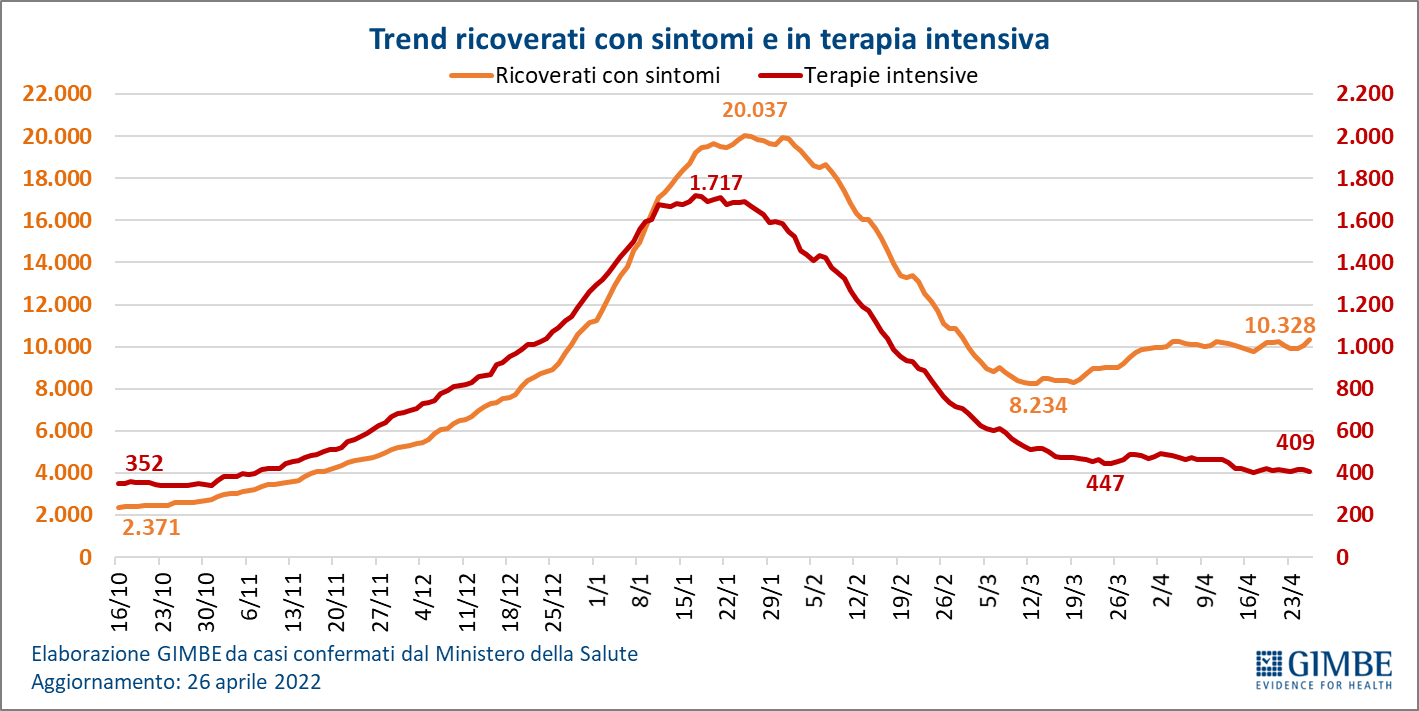 Trend ricoverati con sintomi e in terapia intensiva
Ricoverati con sintomi Terapie intensive
22.000 2.200
20.037
20.000 2.000
18.000 1.717 1.800
16.000 1.600
14.000 1.400
12.000 1.200
10.328
10.000 1.000
8.000 800
8.234
6.000 600
409
352
4.000 400
447
2.371
2.000 200
0 0
16/10 23/10 30/10 6/11 13/11 20/11 27/11 4/12 11/12 18/12 25/12 1/1 8/1 15/1 22/1 29/1 5/2 12/2 19/2 26/2 5/3 12/3 19/3 26/3 2/4 9/4 16/4 23/4
Elaborazione GIMBE da casi confermati dal Ministero della Salute
Aggiornamento: 26 aprile 2022
GIMBE
EVIDENCE FOR HEALTH